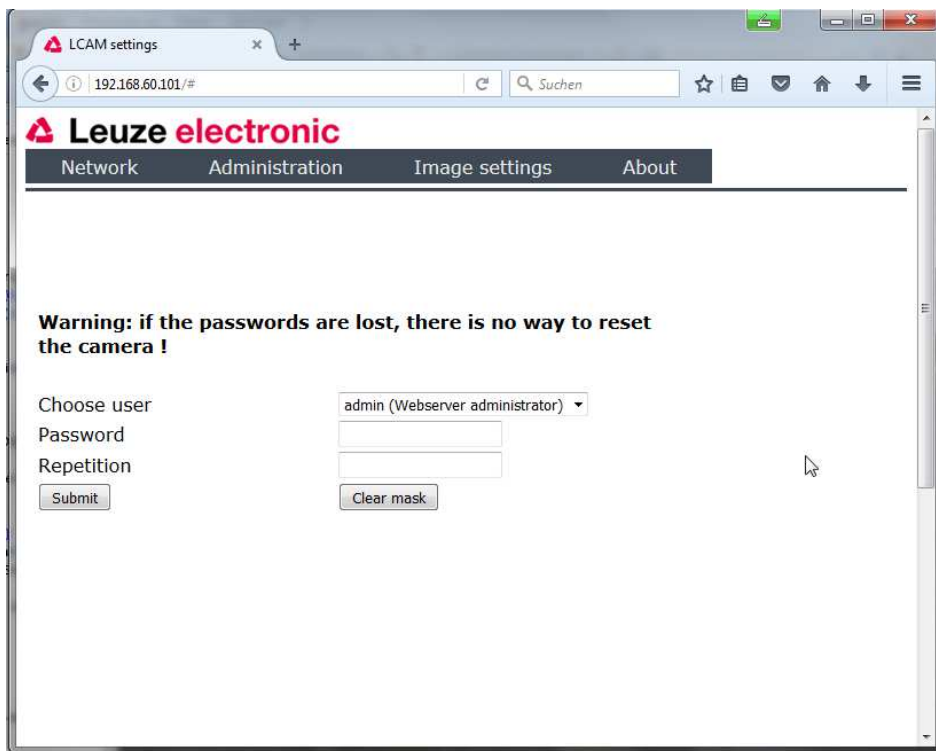 LCAM settings
192.168.60.101/#
Suchen
Leuze electronic
Network Administration Image settings About
Warning: if the passwords are lost, there is no way to reset
the camera !
Choose user admin (Webserver administrator)
Password
Repetition
Submit Clear mask